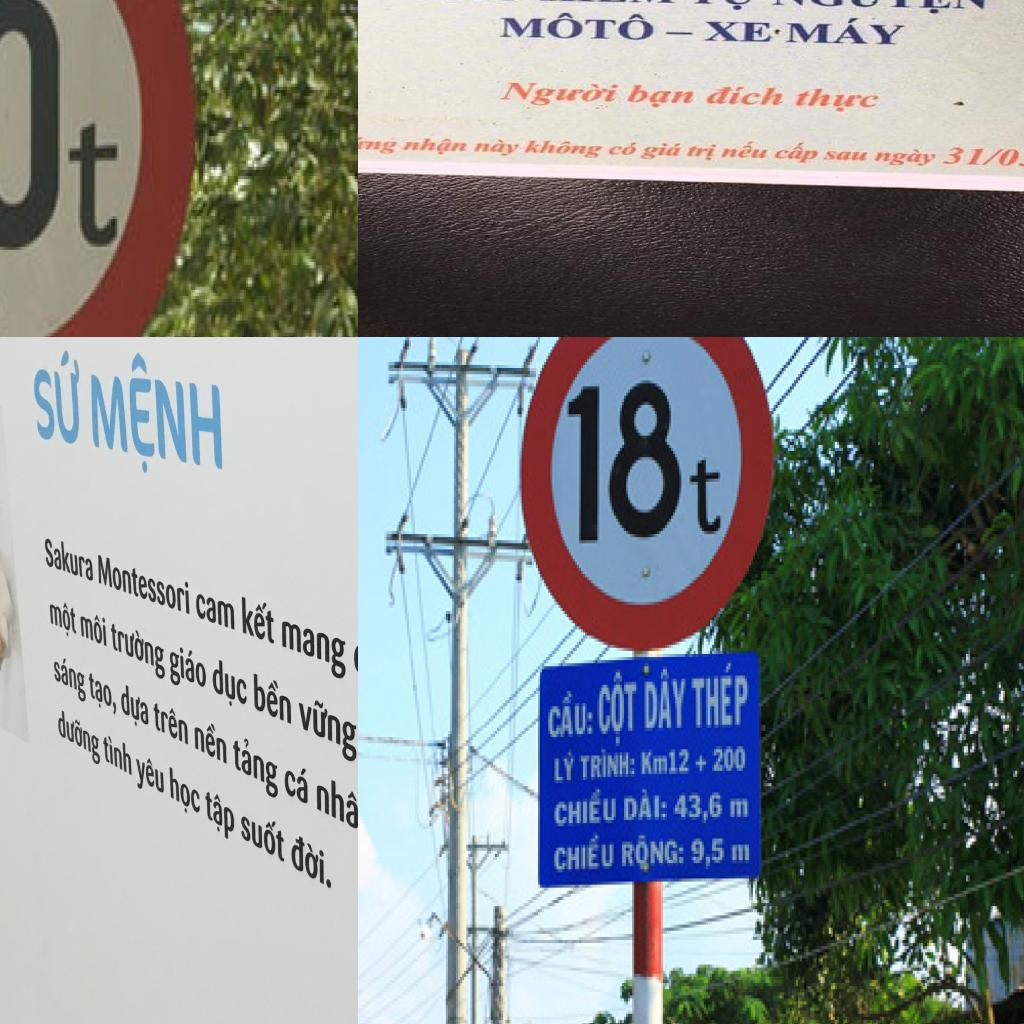 0t
TỰ NGUYỆN
MÔTÔ – XE MÁY
Người bạn đích thực
nhận này không có giá trị nếu cấp sau ngày 31/0
SỨ MỆNH
Sakura Montessori cam kết mang
một môi trường giáo dục bền vững
sáng tạo, dựa trên nền tảng cá
dưỡng tình yêu học tập suốt đời.
18t
CẦU: CỘT DÂY THÉP
LÝ TRÌNH: Km12 + 200
CHIỀU DÀI: 43,6 m
CHIỀU RỘNG: 9,5 m